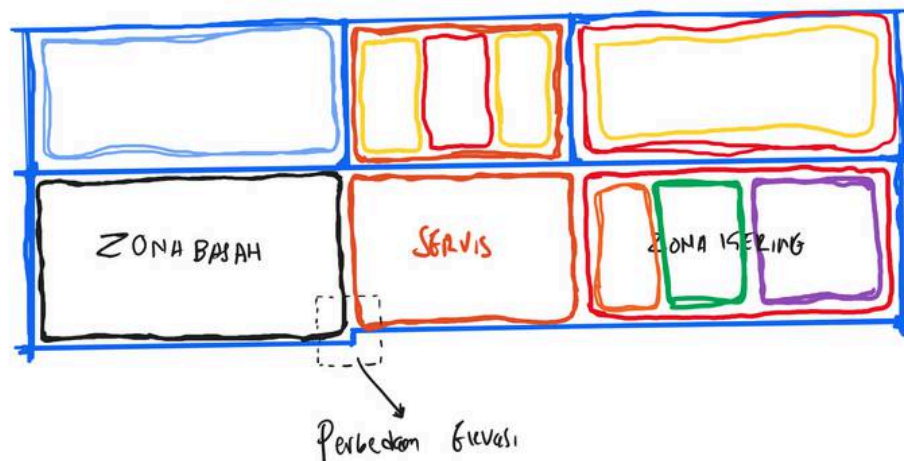 ZONA BASAH
SERVIS
ZONA KERING
Perbedaan Elevasi